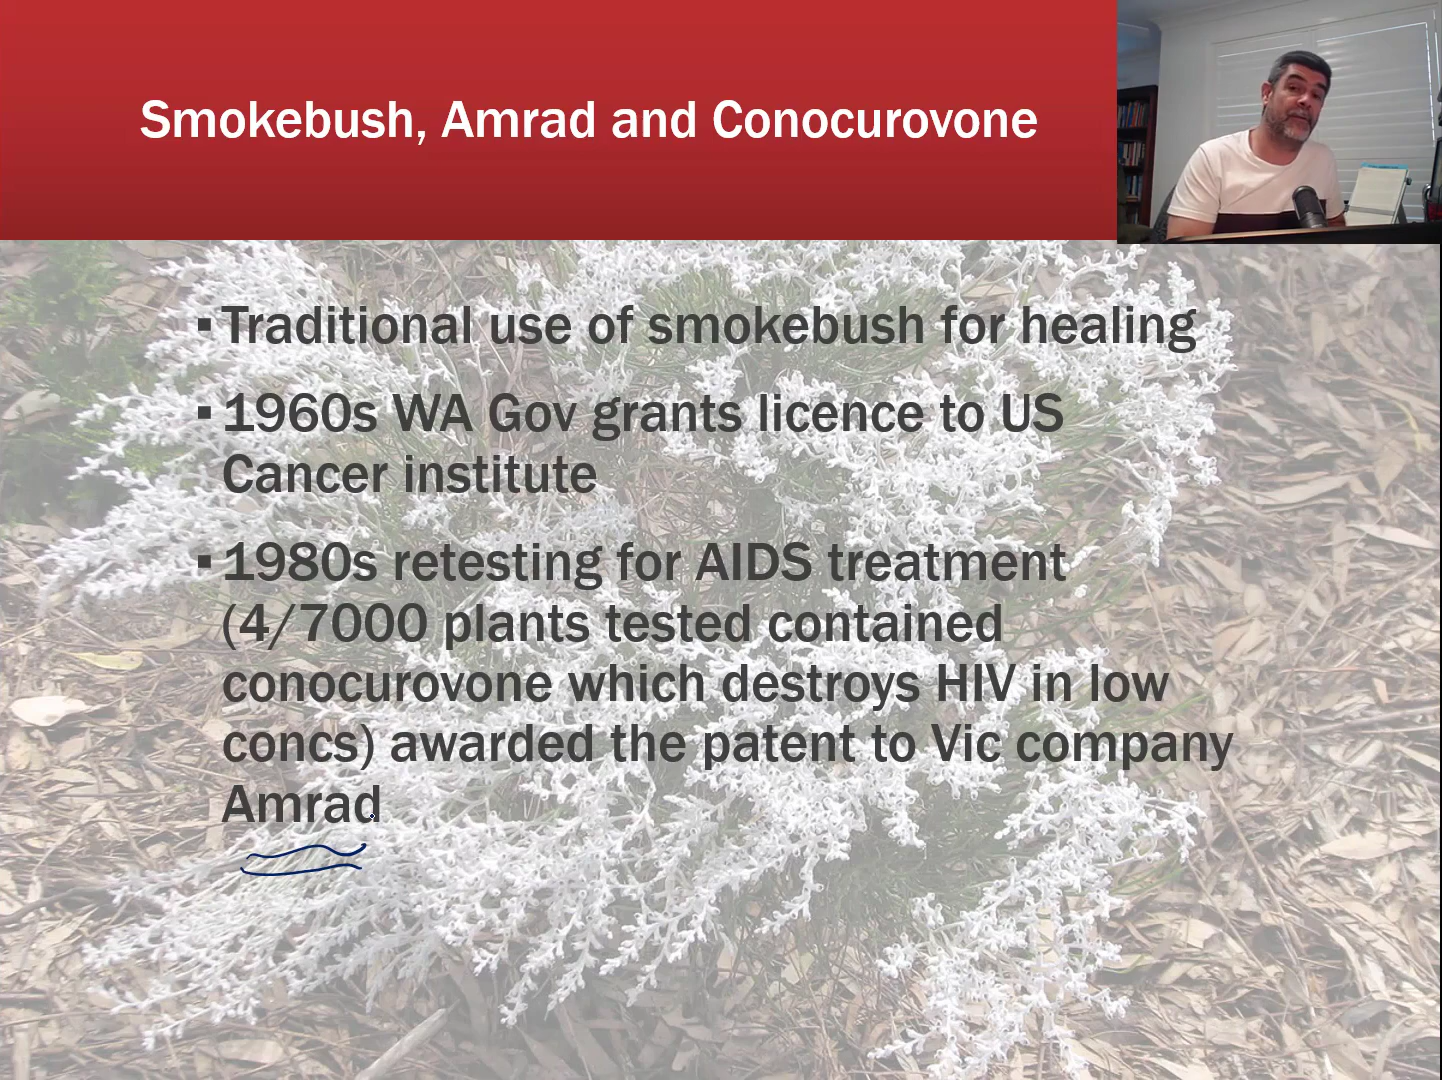 Smokebush, Amrad and Conocurovone
▪ Traditional use of smokebush for healing
▪ 1960s WA Gov grants licence to US
Cancer institute
▪ 1980s retesting for AIDS treatment
(4/7000 plants tested contained
conocurovone which destroys HIV in low
concs) awarded the patent to Vic company
Amrad